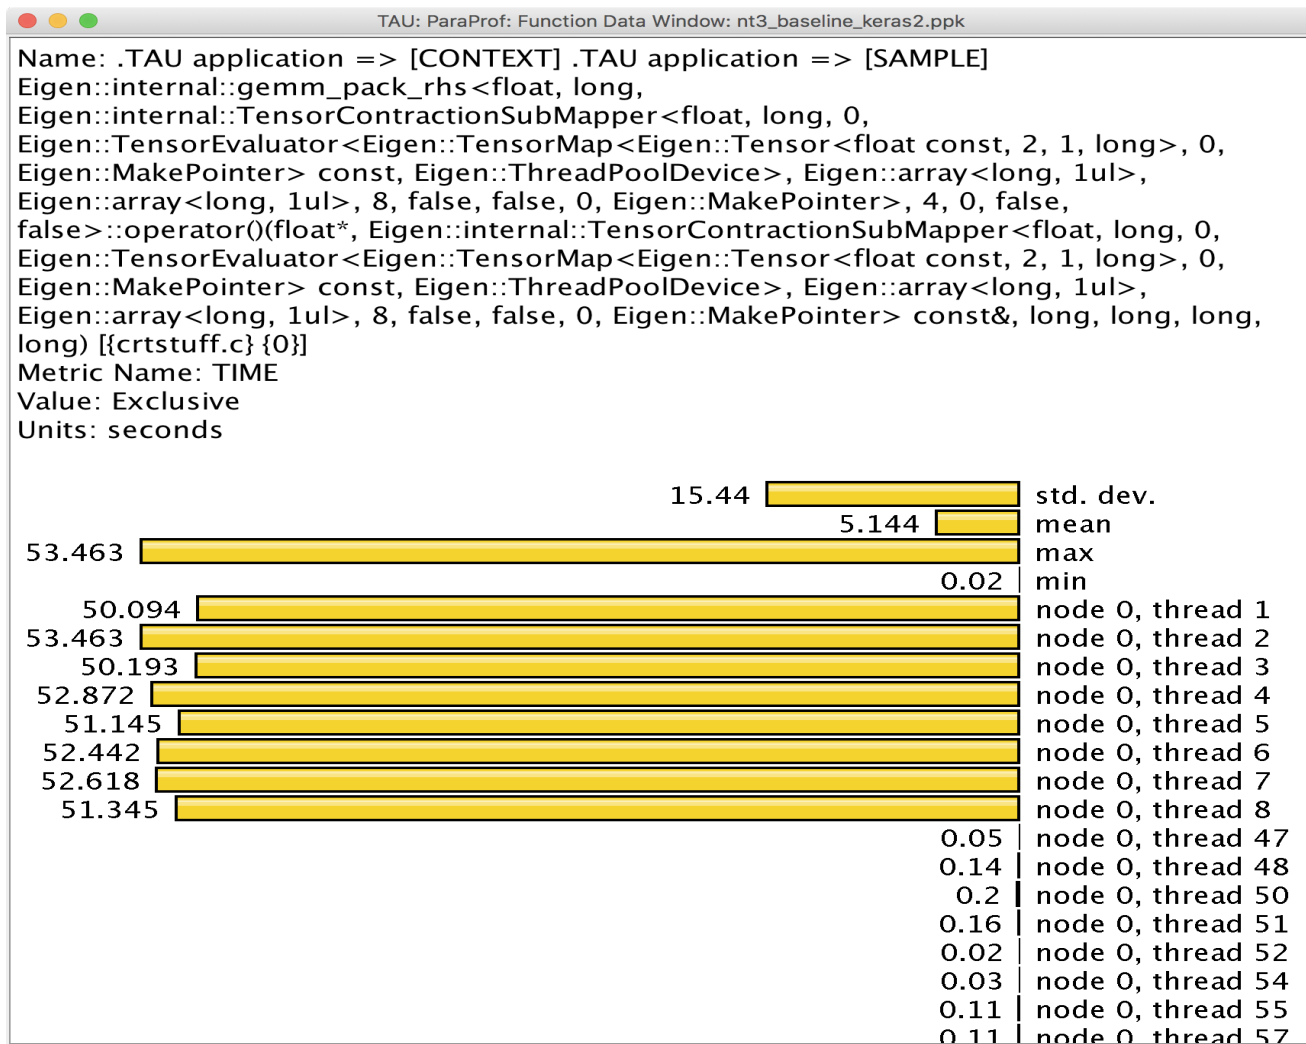 TAU: ParaProf: Function Data Window: nt3_baseline_keras2.ppk
Name: .TAU application => [CONTEXT] .TAU application => [SAMPLE]
Eigen::internal::gemm_pack_rhs<float, long,
Eigen::internal::TensorContractionSubMapper<float, long, 0,
Eigen::TensorEvaluator<Eigen::TensorMap<Eigen::Tensor<float const, 2, 1, long>, 0,
Eigen::MakePointer> const, Eigen::ThreadPoolDevice>, Eigen::array<long, 1ul>,
Eigen::array<long, 1ul>, 8, false, false, 0, Eigen::MakePointer>, 4, 0, false,
false>::operator()(float*, Eigen::internal::TensorContractionSubMapper<float, long, 0,
Eigen::TensorEvaluator<Eigen::TensorMap<Eigen::Tensor<float const, 2, 1, long>, 0,
Eigen::MakePointer> const, Eigen::ThreadPoolDevice>, Eigen::array<long, 1ul>,
Eigen::array<long, 1ul>, 8, false, false, 0, Eigen::MakePointer> const&, long, long, long,
long) [{crtstuff.c} {0}]
Metric Name: TIME
Value: Exclusive
Units: seconds
15.44 std. dev.
5.144 mean
53.463 max
0.02 min
50.094 node 0, thread 1
53.463 node 0, thread 2
50.193 node 0, thread 3
52.872 node 0, thread 4
51.145 node 0, thread 5
52.442 node 0, thread 6
52.618 node 0, thread 7
51.345 node 0, thread 8
0.05 node 0, thread 47
0.14 node 0, thread 48
0.2 node 0, thread 50
0.16 node 0, thread 51
0.02 node 0, thread 52
0.03 node 0, thread 54
0.11 node 0, thread 55
0.11 node 0, thread 57